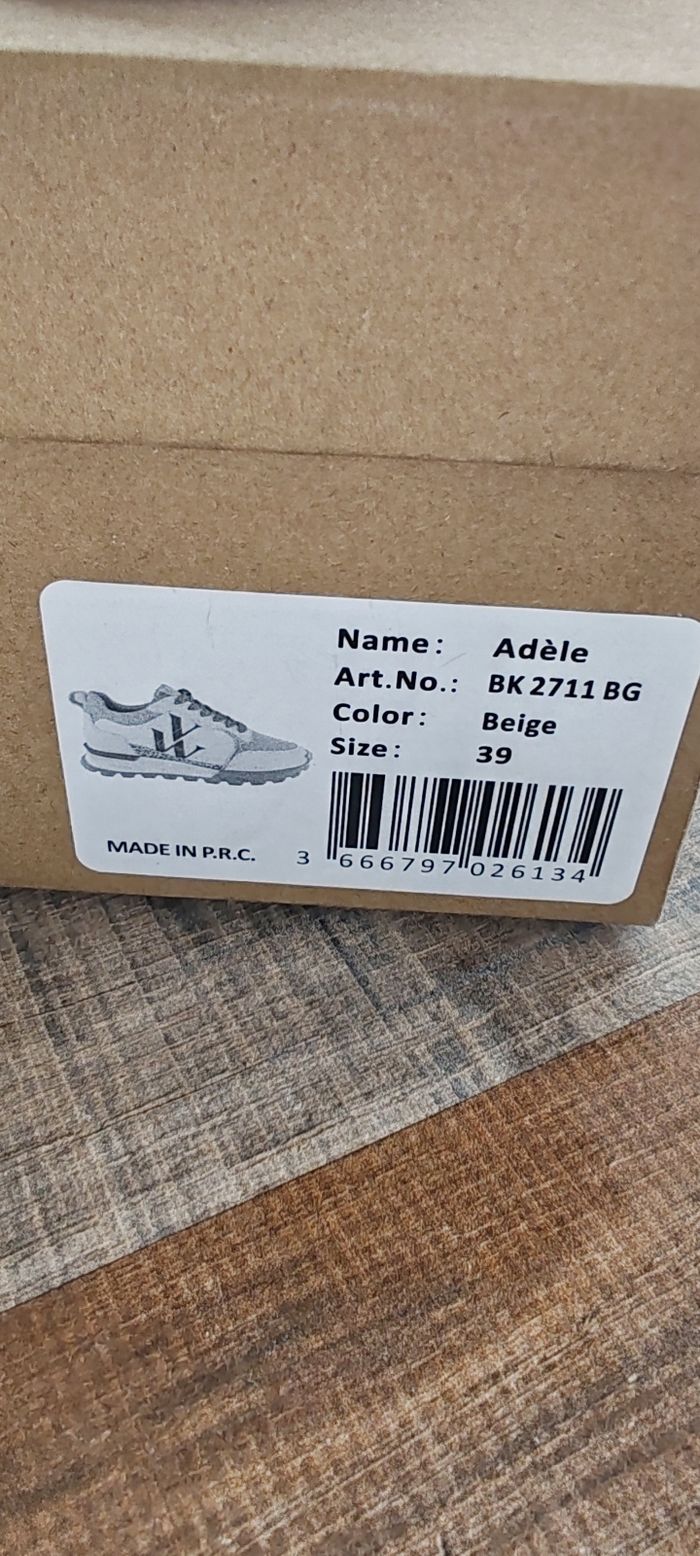 Name: Adèle
Art.No.: BK 2711 BG
Color: Beige
Size: 39
MADE IN P.R.C.
3 666797 026134